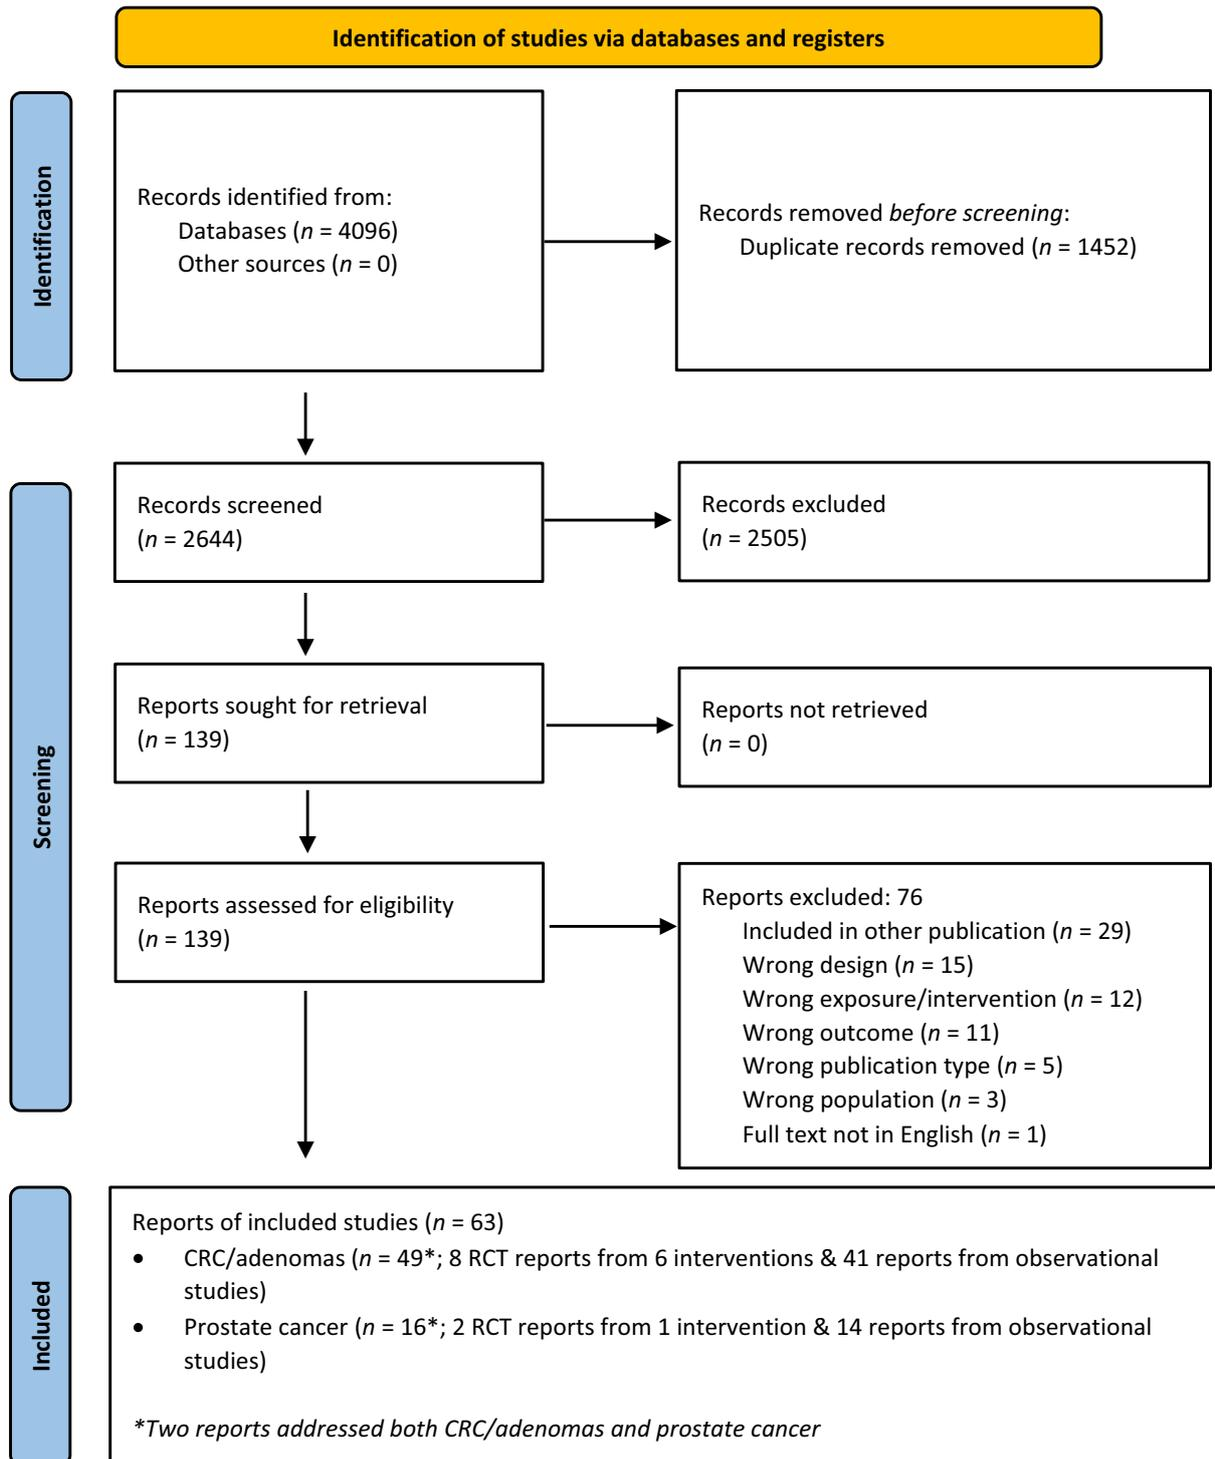 Identification of studies via databases and registers
Identification
Records identified from:
Databases (n = 4096)
Other sources (n = 0)
Records removed before screening:
Duplicate records removed (n = 1452)
Screening
Records screened
(n = 2644)
Records excluded
(n = 2505)
Reports sought for retrieval
(n = 139)
Reports not retrieved
(n = 0)
Reports assessed for eligibility
(n = 139)
Reports excluded: 76
Included in other publication (n = 29)
Wrong design (n = 15)
Wrong exposure/intervention (n = 12)
Wrong outcome (n = 11)
Wrong publication type (n = 5)
Wrong population (n = 3)
Full text not in English (n = 1)
Included
Reports of included studies (n = 63)
• CRC/adenomas (n = 49*; 8 RCT reports from 6 interventions & 41 reports from observational
studies)
• Prostate cancer (n = 16*; 2 RCT reports from 1 intervention & 14 reports from observational
studies)
*Two reports addressed both CRC/adenomas and prostate cancer